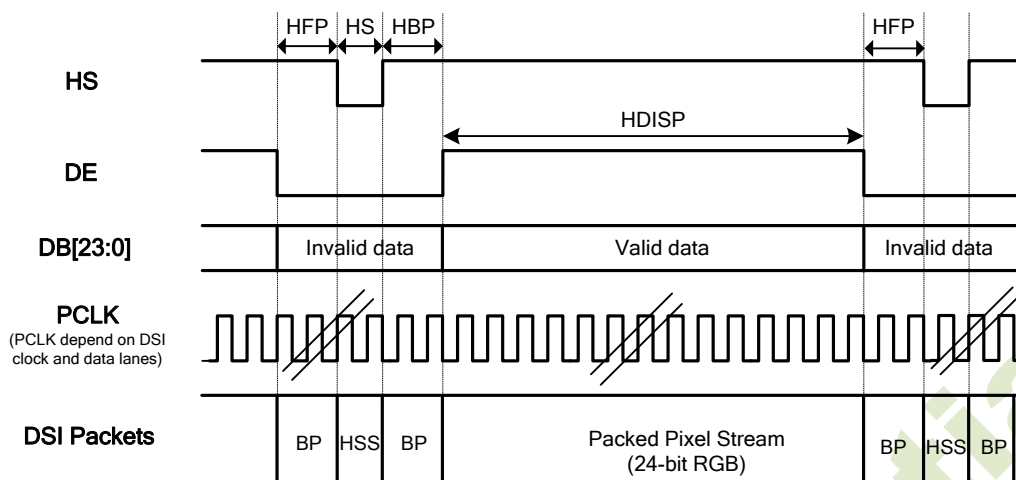 HFP HS HBP HFP
HS
HDISP
DE
DB[23:0] Invalid data Valid data Invalid data
PCLK
(PCLK depend on DSI
clock and data lanes)
DSI Packets BP HSS BP Packed Pixel Stream BP HSS BP
(24-bit RGB)